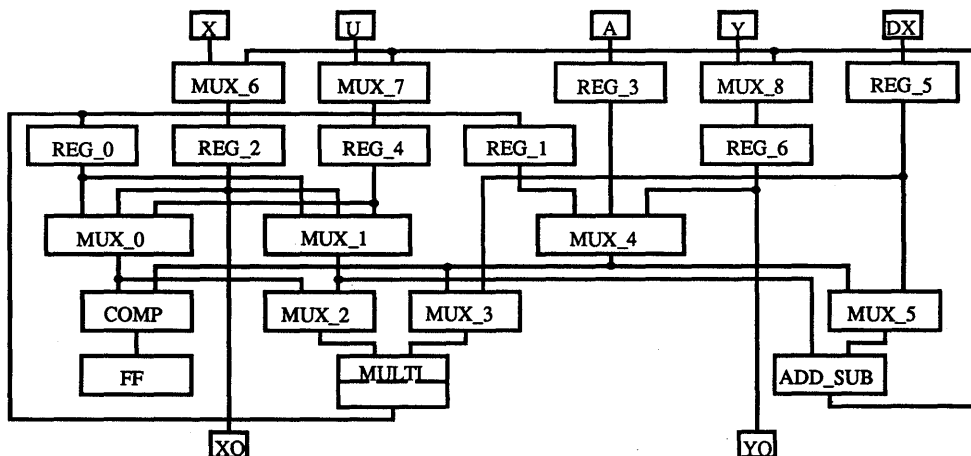 X U A Y DX
MUX_6 MUX_7 REG_3 MUX_8 REG_5
REG_0 REG_2 REG_4 REG_1 REG_6
MUX_0 MUX_1 MUX_4
COMP MUX_2 MUX_3 MUX_5
FF MULTI ADD_SUB
XO YO